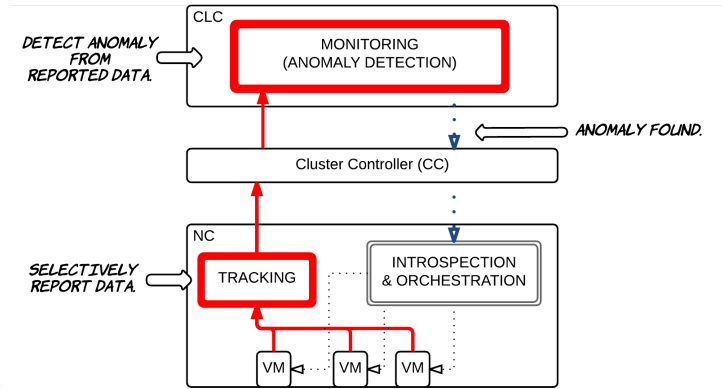 CLC
DETECT ANOMALY
FROM
REPORTED DATA.
MONITORING
(ANOMALY DETECTION)
ANOMALY FOUND.
Cluster Controller (CC)
NC
SELECTIVELY
REPORT DATA.
TRACKING
INTROSPECTION
& ORCHESTRATION
VM
VM
VM